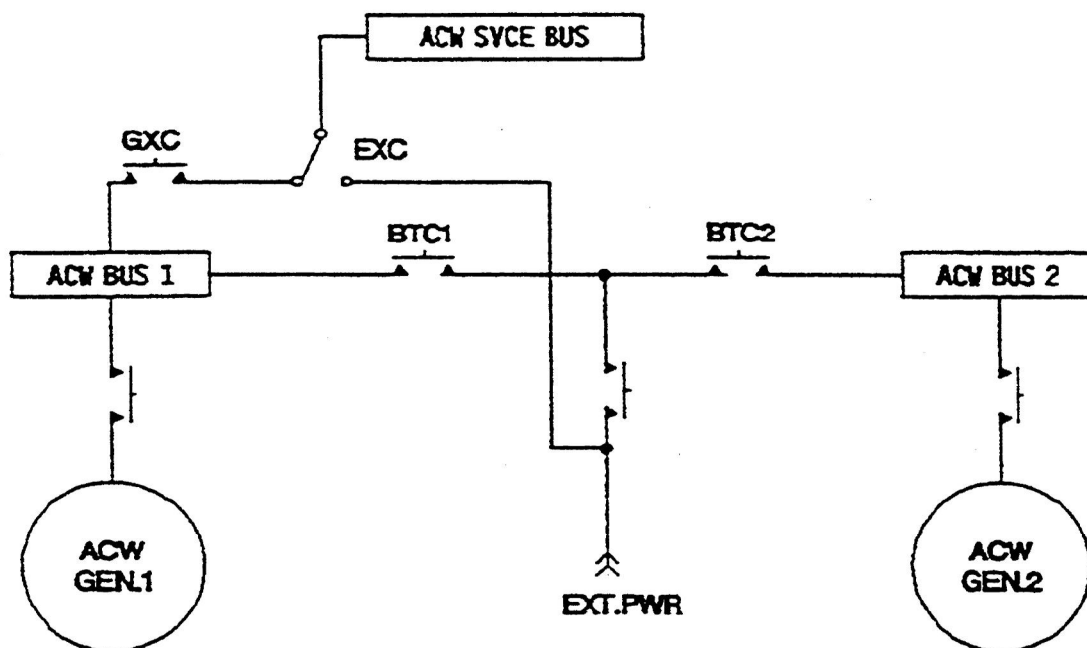 ACW SVCE BUS
GXC
EXC
BTC1
BTC2
ACW BUS 1
ACW BUS 2
ACW
GEN.1
EXT.PWR
ACW
GEN.2